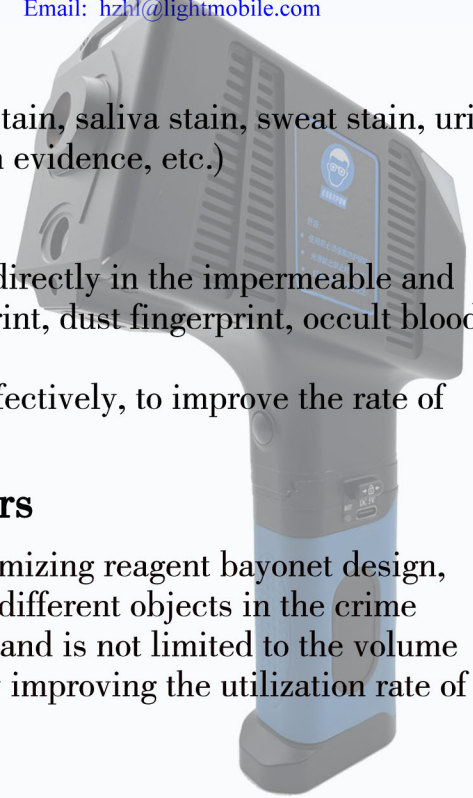 Email: hzhl@lightmobile.com
tain, saliva stain, sweat stain, uri
evidence, etc.)
directly in the impermeable and
rint, dust fingerprint, occult blood
fectively, to improve the rate of
rs
mizing reagent bayonet design,
different objects in the crime
and is not limited to the volume
improving the utilization rate of